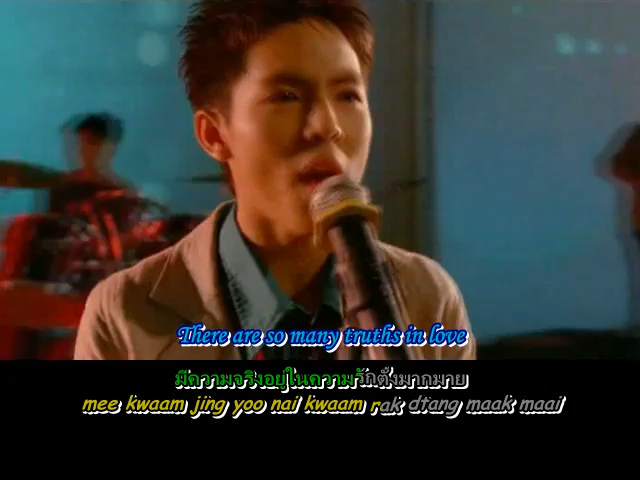 There are so many truths in love
มีความจริงอยู่ในความรักตั้งมากมาย
mee kwaam jing yoo nai kwaam rak dtang maak maai